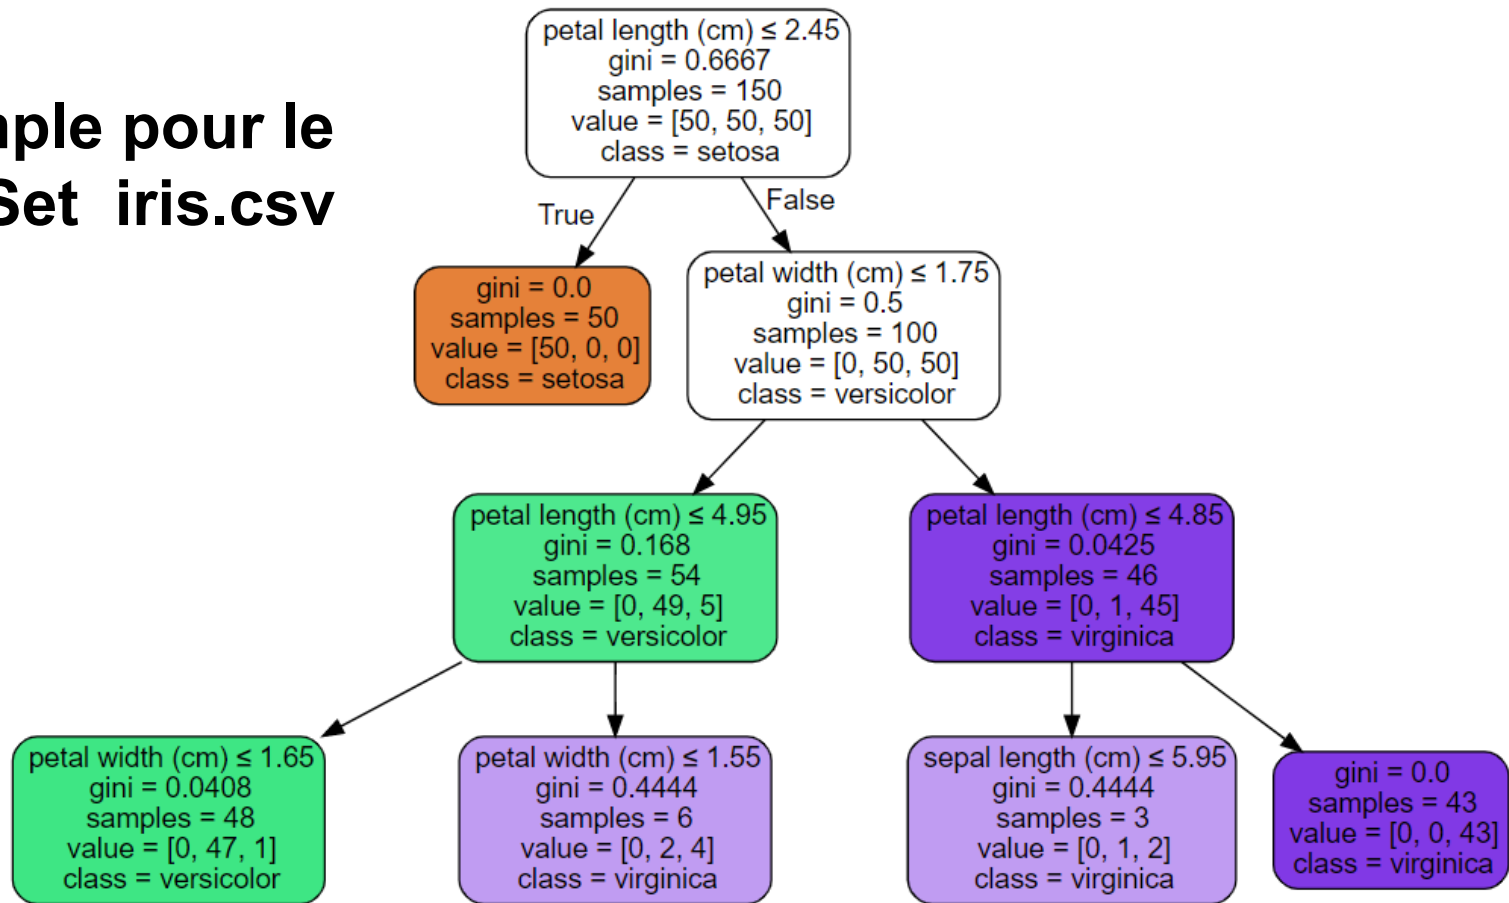 pour le
Set iris.csv
petal length (cm) ≤ 2.45
gini = 0.6667
samples = 150
value = [50, 50, 50]
class = setosa
True
False
gini = 0.0
samples = 50
value = [50, 0, 0]
class = setosa
petal width (cm) ≤ 1.75
gini = 0.5
samples = 100
value = [0, 50, 50]
class = versicolor
petal length (cm) ≤ 4.95
gini = 0.168
samples = 54
value = [0, 49, 5]
class = versicolor
petal length (cm) ≤ 4.85
gini = 0.0425
samples = 46
value = [0, 1, 45]
class = virginica
petal width (cm) ≤ 1.65
gini = 0.0408
samples = 48
value = [0, 47, 1]
class = versicolor
petal width (cm) ≤ 1.55
gini = 0.4444
samples = 6
value = [0, 2, 4]
class = virginica
sepal length (cm) ≤ 5.95
gini = 0.4444
samples = 3
value = [0, 1, 2]
class = virginica
gini = 0.0
samples = 43
value = [0, 0, 43]
class = virginica